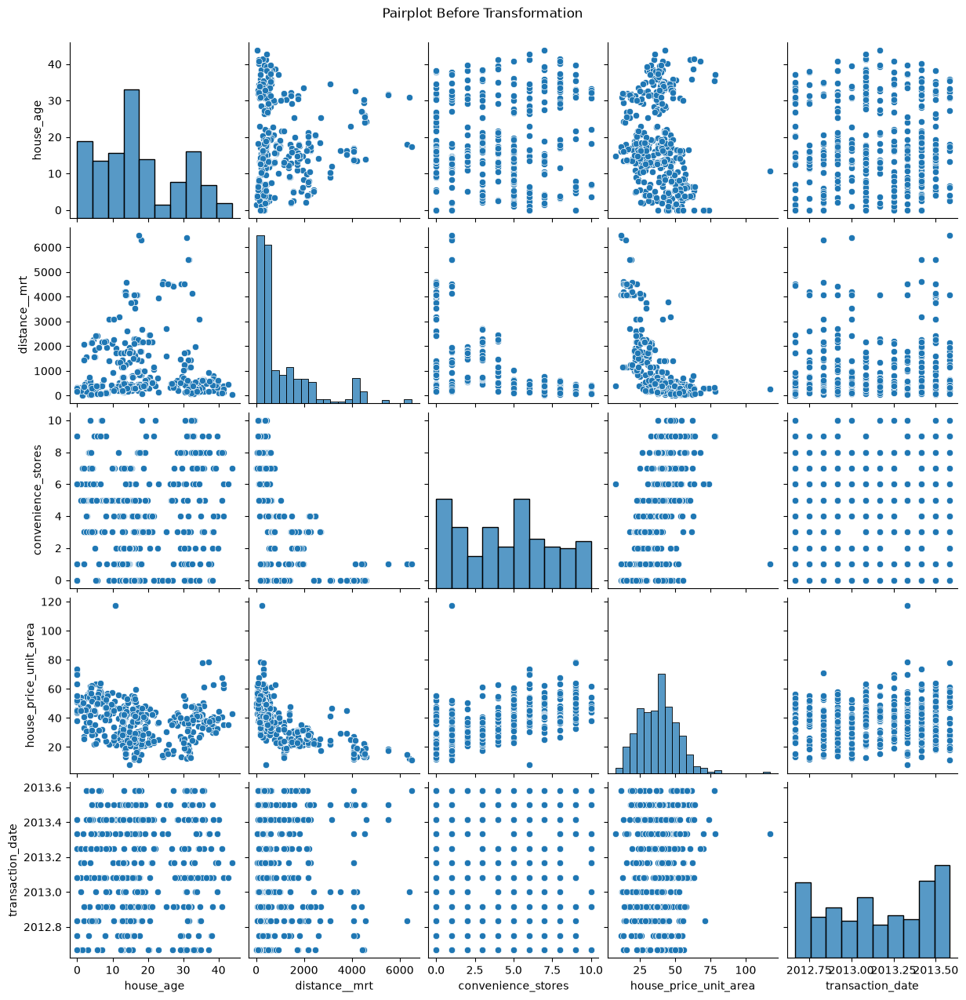 Pairplot Before Transformation
house_age
40
30
20
10
0
distance__mrt
6000
5000
4000
3000
2000
1000
0
convenience_stores
10
8
6
4
2
0
house_price_unit_area
120
100
80
60
40
20
transaction_date
2013.6
2013.4
2013.2
2013.0
2012.8
0 10 20 30 40
0 2000 4000 6000
0.0 2.5 5.0 7.5 10.0
25 50 75 100
2012.75 2013.00 2013.25 2013.50
house_age distance__mrt convenience_stores house_price_unit_area transaction_date